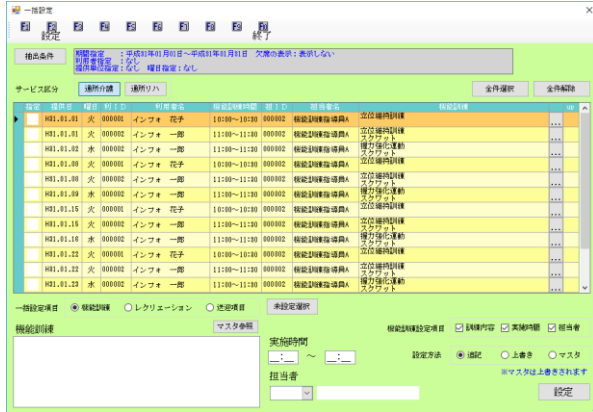 一括設定
F1 F2 F3 F4 F5 F6 F7 F8 F9 F0
設定 終了
抽出条件
期間指定 :平成31年01月01日～平成31年01月31日 欠席の表示:表示しない
利用者指定 :なし
提供単位指定:なし 曜日指定:なし
サービス区分 通所介護 通所リハ 全件選択 全件解除
指定 提供日 曜日 利ID 利用者名 機能訓練時間 担ID 担当者名 機能訓練 up
H31.01.01 火 000001 インフォ 花子 10:00～10:30 000002 機能訓練指導員A 立位維持訓練 ...
H31.01.01 火 000002 インフォ 一郎 11:00～11:30 000002 機能訓練指導員A 立位維持訓練 スクワット ...
H31.01.02 水 000002 インフォ 一郎 11:00～11:30 000002 機能訓練指導員A 握力強化運動 スクワット ...
H31.01.08 火 000001 インフォ 花子 10:00～10:30 000002 機能訓練指導員A 立位維持訓練 ...
H31.01.08 火 000002 インフォ 一郎 11:00～11:30 000002 機能訓練指導員A 立位維持訓練 スクワット ...
H31.01.09 水 000002 インフォ 一郎 11:00～11:30 000002 機能訓練指導員A 握力強化運動 スクワット ...
H31.01.15 火 000001 インフォ 花子 10:00～10:30 000002 機能訓練指導員A 立位維持訓練 ...
H31.01.15 火 000002 インフォ 一郎 11:00～11:30 000002 機能訓練指導員A 立位維持訓練 スクワット ...
H31.01.16 水 000002 インフォ 一郎 11:00～11:30 000002 機能訓練指導員A 握力強化運動 スクワット ...
H31.01.22 火 000001 インフォ 花子 10:00～10:30 000002 機能訓練指導員A 立位維持訓練 ...
H31.01.22 火 000002 インフォ 一郎 11:00～11:30 000002 機能訓練指導員A 立位維持訓練 スクワット ...
H31.01.23 水 000002 インフォ 一郎 11:00～11:30 000002 機能訓練指導員A 握力強化運動 スクワット ...
一括設定項目 機能訓練 レクリエーション 送迎項目 未設定選択
機能訓練 マスタ参照
機能訓練設定項目 訓練内容 実施時間 担当者
実施時間
__:__ ～ __:__
設定方法 追記 上書き マスタ
※マスタは上書きされます
担当者
設定